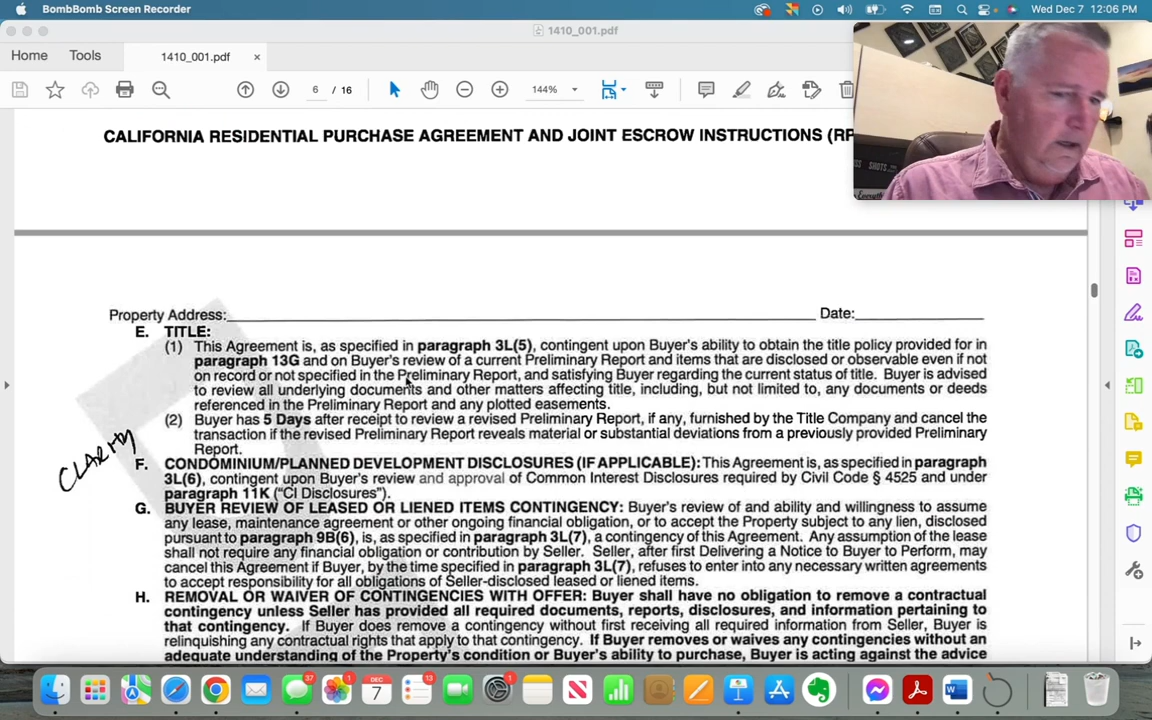 BombBomb Screen Recorder
Wed Dec 7 12:06 PM
1410_001.pdf
Home Tools 1410_001.pdf ×
6 / 16 144%
CALIFORNIA RESIDENTIAL PURCHASE AGREEMENT AND JOINT ESCROW INSTRUCTIONS (RP
SHOTS
Property Address: Date:
E. TITLE:
(1) This Agreement is, as specified in paragraph 3L(5), contingent upon Buyer's ability to obtain the title policy provided for in
paragraph 13G and on Buyer's review of a current Preliminary Report and items that are disclosed or observable even if not
on record or not specified in the Preliminary Report, and satisfying Buyer regarding the current status of title. Buyer is advised
to review all underlying documents and other matters affecting title, including, but not limited to, any documents or deeds
referenced in the Preliminary Report and any plotted easements.
(2) Buyer has 5 Days after receipt to review a revised Preliminary Report, if any, furnished by the Title Company and cancel the
transaction if the revised Preliminary Report reveals material or substantial deviations from a previously provided Preliminary
Report.
CLARITY
F. CONDOMINIUM/PLANNED DEVELOPMENT DISCLOSURES (IF APPLICABLE): This Agreement is, as specified in paragraph
3L(6), contingent upon Buyer's review and approval of Common Interest Disclosures required by Civil Code § 4525 and under
paragraph 11K ("CI Disclosures").
G. BUYER REVIEW OF LEASED OR LIENED ITEMS CONTINGENCY: Buyer's review of and ability and willingness to assume
any lease, maintenance agreement or other ongoing financial obligation, or to accept the Property subject to any lien, disclosed
pursuant to paragraph 9B(6), is, as specified in paragraph 3L(7), a contingency of this Agreement. Any assumption of the lease
shall not require any financial obligation or contribution by Seller. Seller, after first Delivering a Notice to Buyer to Perform, may
cancel this Agreement if Buyer, by the time specified in paragraph 3L(7), refuses to enter into any necessary written agreements
to accept responsibility for all obligations of Seller-disclosed leased or liened items.
H. REMOVAL OR WAIVER OF CONTINGENCIES WITH OFFER: Buyer shall have no obligation to remove a contractual
contingency unless Seller has provided all required documents, reports, disclosures, and information pertaining to
that contingency. If Buyer does remove a contingency without first receiving all required information from Seller, Buyer is
relinquishing any contractual rights that apply to that contingency. If Buyer removes or waives any contingencies without an
adequate understanding of the Property's condition or Buyer's ability to purchase, Buyer is acting against the advice
37 1 DEC 7 13 1